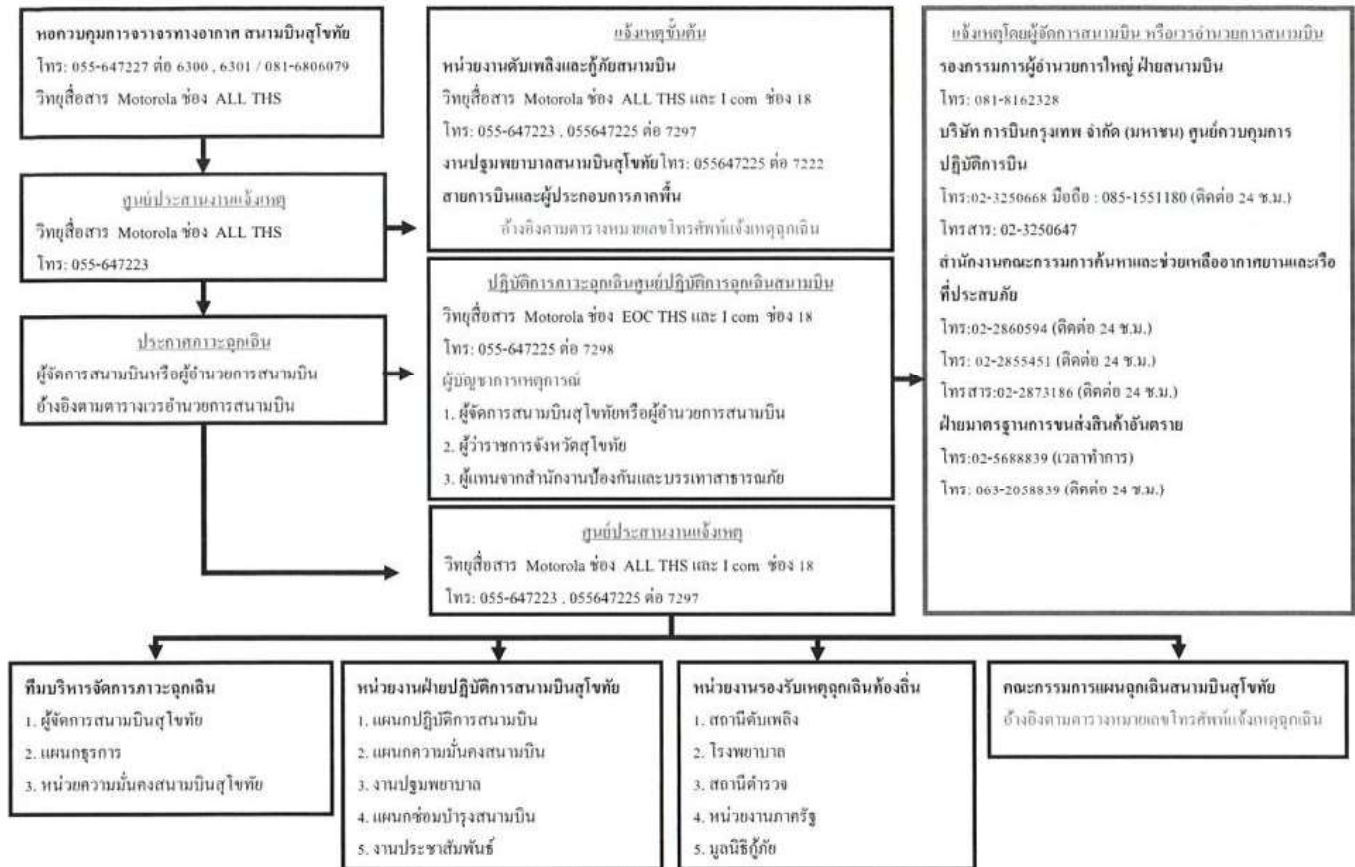 หอควบคุมการจราจรทางอากาศ สนามบินสุโขทัย
โทร: 055-647227 ต่อ 6300 , 6301 / 081-6806079
วิทยุสื่อสาร Motorola ช่อง ALL THS
ศูนย์ประสานงานแจ้งเหตุ
วิทยุสื่อสาร Motorola ช่อง ALL THS
โทร: 055-647223
ประกาศภาวะฉุกเฉิน
ผู้จัดการสนามบินหรือผู้อำนวยการสนามบิน
อ้างอิงตามตารางเวรอำนวยการสนามบิน
แจ้งเหตุขั้นต้น
หน่วยงานดับเพลิงและกู้ภัยสนามบิน
วิทยุสื่อสาร Motorola ช่อง ALL THS และ I com ช่อง 18
โทร: 055-647223 , 055647225 ต่อ 7297
งานปฐมพยาบาลสนามบินสุโขทัยโทร: 055647225 ต่อ 7222
สายการบินและผู้ประกอบการภาคพื้น
อ้างอิงตามตารางหมายเลขโทรศัพท์แจ้งเหตุฉุกเฉิน
ปฏิบัติการภาวะฉุกเฉินศูนย์ปฏิบัติการฉุกเฉินสนามบิน
วิทยุสื่อสาร Motorola ช่อง EOC THS และ I com ช่อง 18
โทร: 055-647225 ต่อ 7298
ผู้บัญชาการเหตุการณ์
1. ผู้จัดการสนามบินสุโขทัยหรือผู้อำนวยการสนามบิน
2. ผู้ว่าราชการจังหวัดสุโขทัย
3. ผู้แทนจากสำนักงานป้องกันและบรรเทาสาธารณภัย
ศูนย์ประสานงานแจ้งเหตุ
วิทยุสื่อสาร Motorola ช่อง ALL THS และ I com ช่อง 18
โทร: 055-647223 , 055647225 ต่อ 7297
แจ้งเหตุโดยผู้จัดการสนามบิน หรือเวรอำนวยการสนามบิน
รองกรรมการผู้อำนวยการใหญ่ ฝ่ายสนามบิน
โทร: 081-8162328
บริษัท การบินกรุงเทพ จำกัด (มหาชน) ศูนย์ควบคุมการ
ปฏิบัติการบิน
โทร:02-3250668 มือถือ : 085-1551180 (ติดต่อ 24 ช.ม.)
โทรสาร: 02-3250647
สำนักงานคณะกรรมการค้นหาและช่วยเหลืออากาศยานและเรือ
ที่ประสบภัย
โทร:02-2860594 (ติดต่อ 24 ช.ม.)
โทร: 02-2855451 (ติดต่อ 24 ช.ม.)
โทรสาร:02-2873186 (ติดต่อ 24 ช.ม.)
ฝ่ายมาตรฐานการขนส่งสินค้าอันตราย
โทร:02-5688839 (เวลาทำการ)
โทร: 063-2058839 (ติดต่อ 24 ช.ม.)
ทีมบริหารจัดการภาวะฉุกเฉิน
1. ผู้จัดการสนามบินสุโขทัย
2. แผนกธุรการ
3. หน่วยความมั่นคงสนามบินสุโขทัย
หน่วยงานฝ่ายปฏิบัติการสนามบินสุโขทัย
1. แผนกปฏิบัติการสนามบิน
2. แผนกความมั่นคงสนามบิน
3. งานปฐมพยาบาล
4. แผนกซ่อมบำรุงสนามบิน
5. งานประชาสัมพันธ์
หน่วยงานรองรับเหตุฉุกเฉินท้องถิ่น
1. สถานีดับเพลิง
2. โรงพยาบาล
3. สถานีตำรวจ
4. หน่วยงานภาครัฐ
5. มูลนิธิกู้ภัย
คณะกรรมการแผนฉุกเฉินสนามบินสุโขทัย
อ้างอิงตามตารางหมายเลขโทรศัพท์แจ้งเหตุฉุกเฉิน